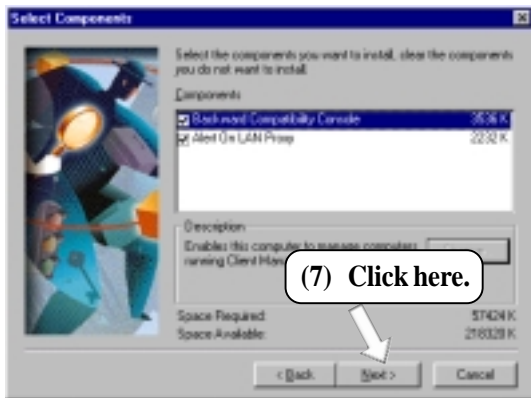 Select Components
Select the components you want to install, clear the components
you do not want to install.
Components
Backward Compatibility Console 3536 K
Alert On LAN Proxy 2232 K
Description
Enables this computer to manage computers
running Client
(7) Click here.
Space Required: 57424 K
Space Available: 218320 K
< Back Next > Cancel